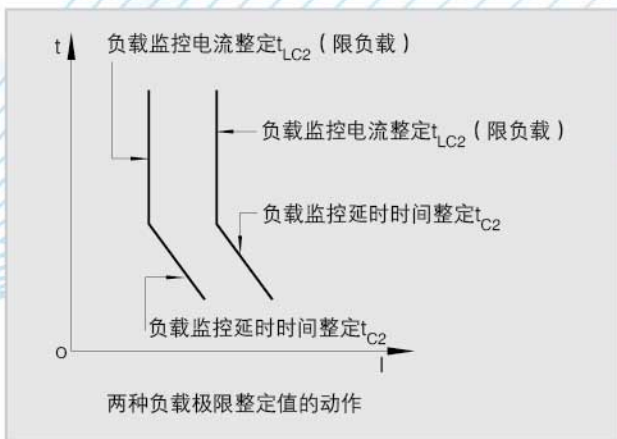 t
负载监控电流整定t_LC2（限负载）
负载监控电流整定t_LC2（限负载）
负载监控延时时间整定t_C2
负载监控延时时间整定t_C2
O
I
两种负载极限整定值的动作